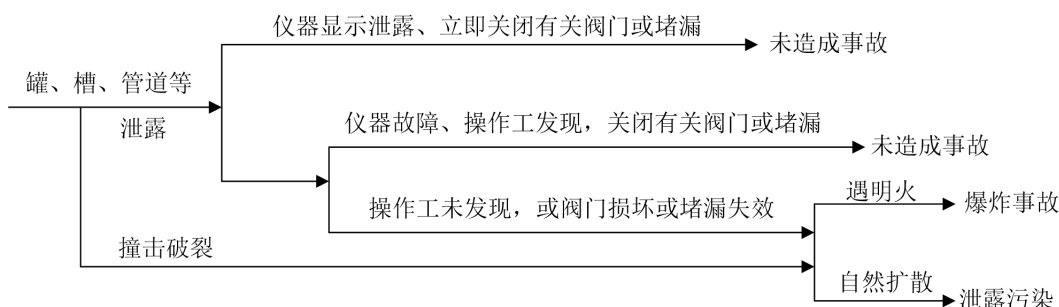 仪器显示泄露、立即关闭有关阀门或堵漏
未造成事故
罐、槽、管道等
泄露
仪器故障、操作工发现，关闭有关阀门或堵漏
未造成事故
操作工未发现，或阀门损坏或堵漏失效
遇明火
爆炸事故
撞击破裂
自然扩散
泄露污染